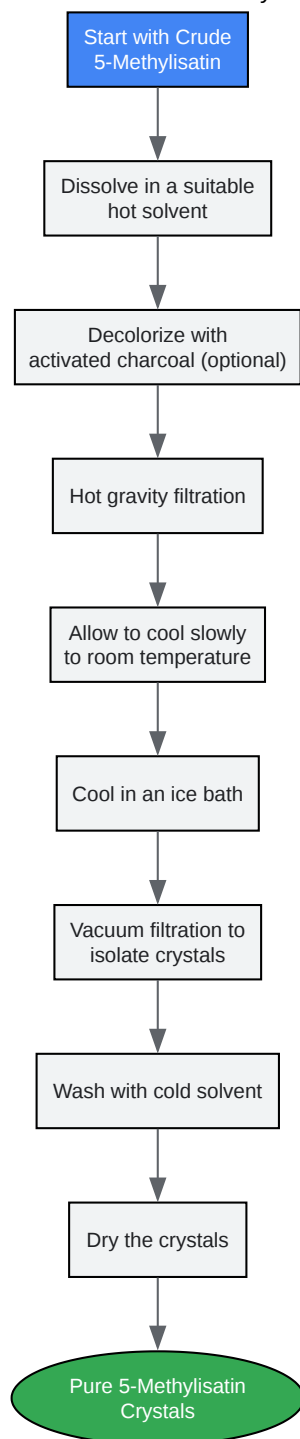 Start with Crude
5-Methylisatin
Dissolve in a suitable
hot solvent
Decolorize with
activated charcoal (optional)
Hot gravity filtration
Allow to cool slowly
to room temperature
Cool in an ice bath
Vacuum filtration to
isolate crystals
Wash with cold solvent
Dry the crystals
Pure 5-Methylisatin
Crystals